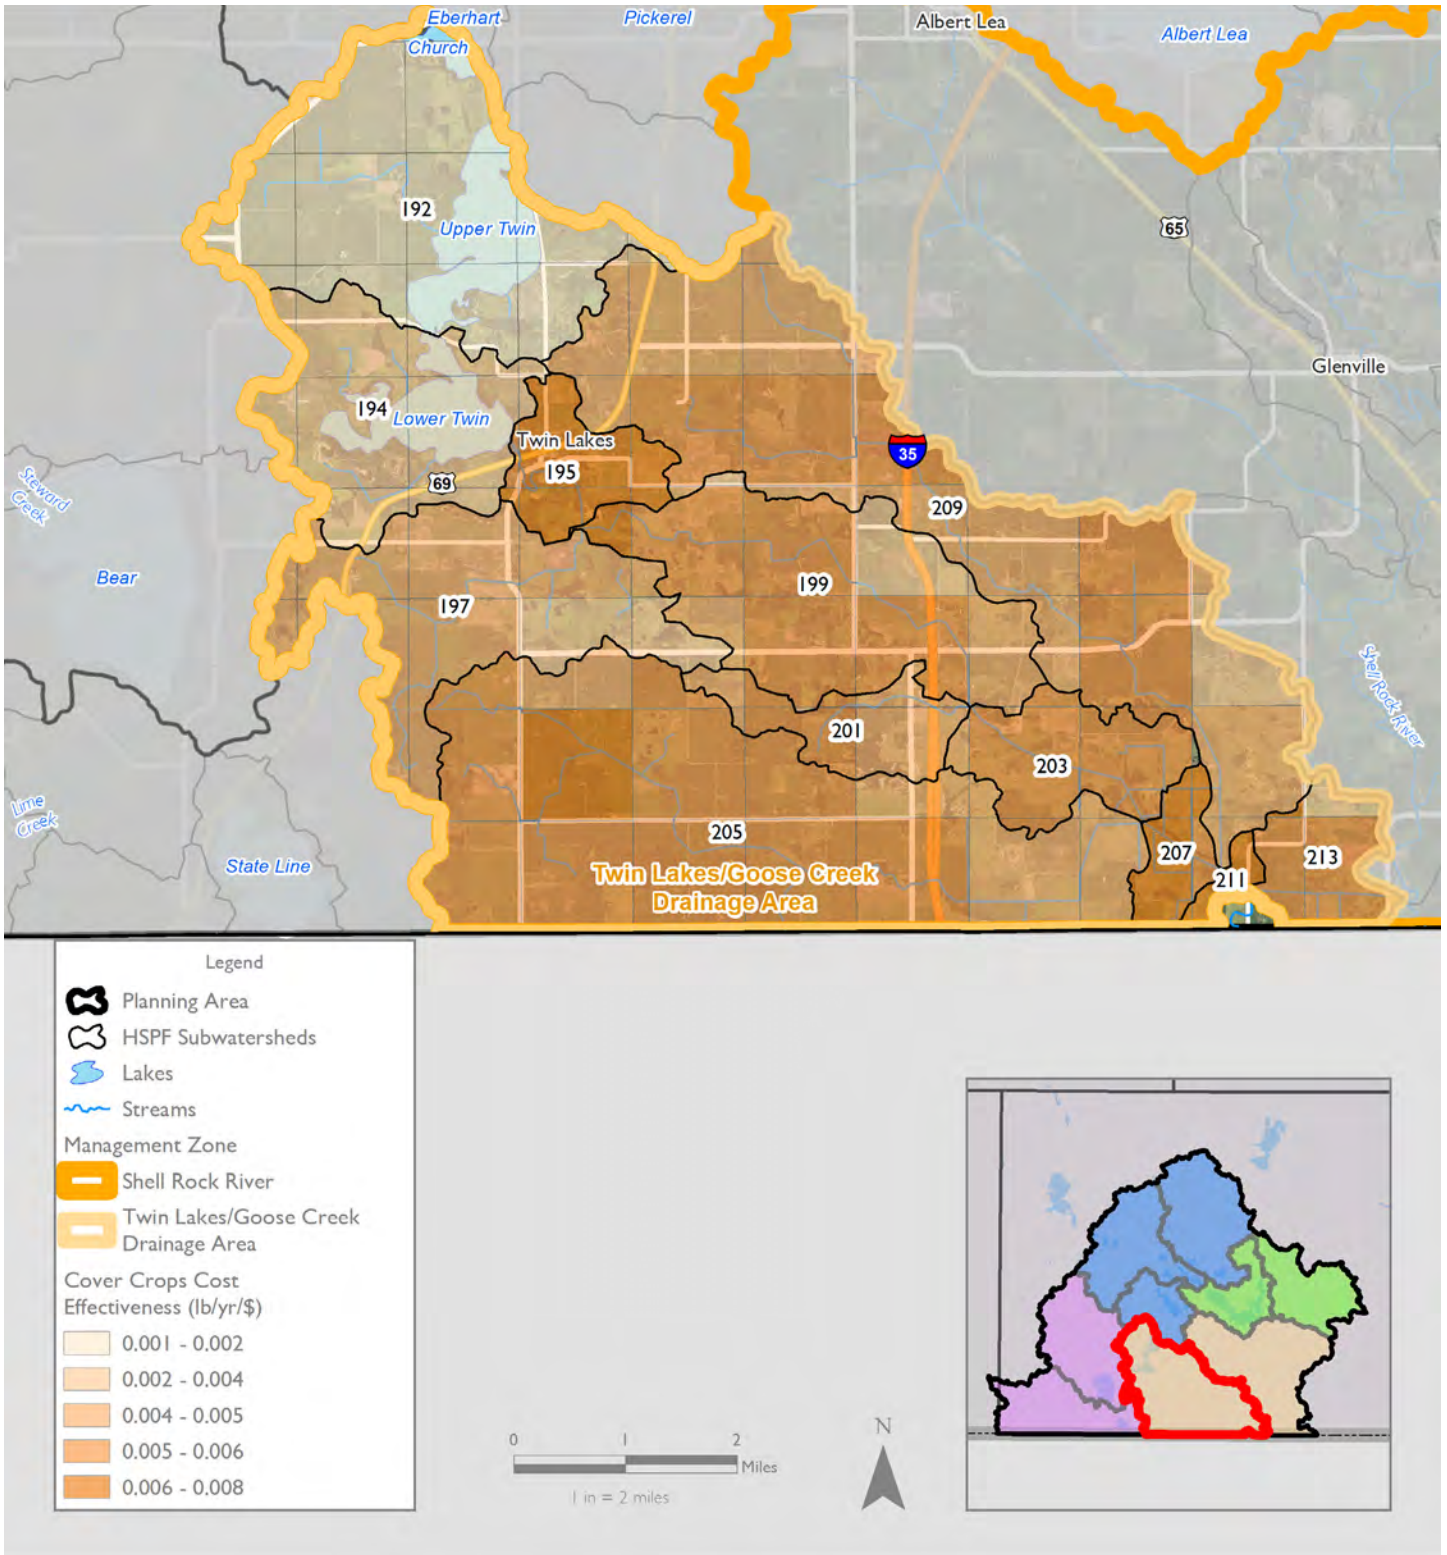 Eberhart
Pickerel
Albert Lea
Albert Lea
Church
192
Upper Twin
65
Glenville
194
Lower Twin
Twin Lakes
195
35
69
Steward
Creek
209
Bear
199
197
Shell Rock River
201
203
Lime
Creek
205
207
213
State Line
211
Twin Lakes/Goose Creek
Drainage Area
Legend
Planning Area
HSPF Subwatersheds
Lakes
Streams
Management Zone
Shell Rock River
Twin Lakes/Goose Creek
Drainage Area
Cover Crops Cost
Effectiveness (lb/yr/$)
0.001 - 0.002
0.002 - 0.004
0.004 - 0.005
0.005 - 0.006
0.006 - 0.008
0 1 2
Miles
1 in = 2 miles
N